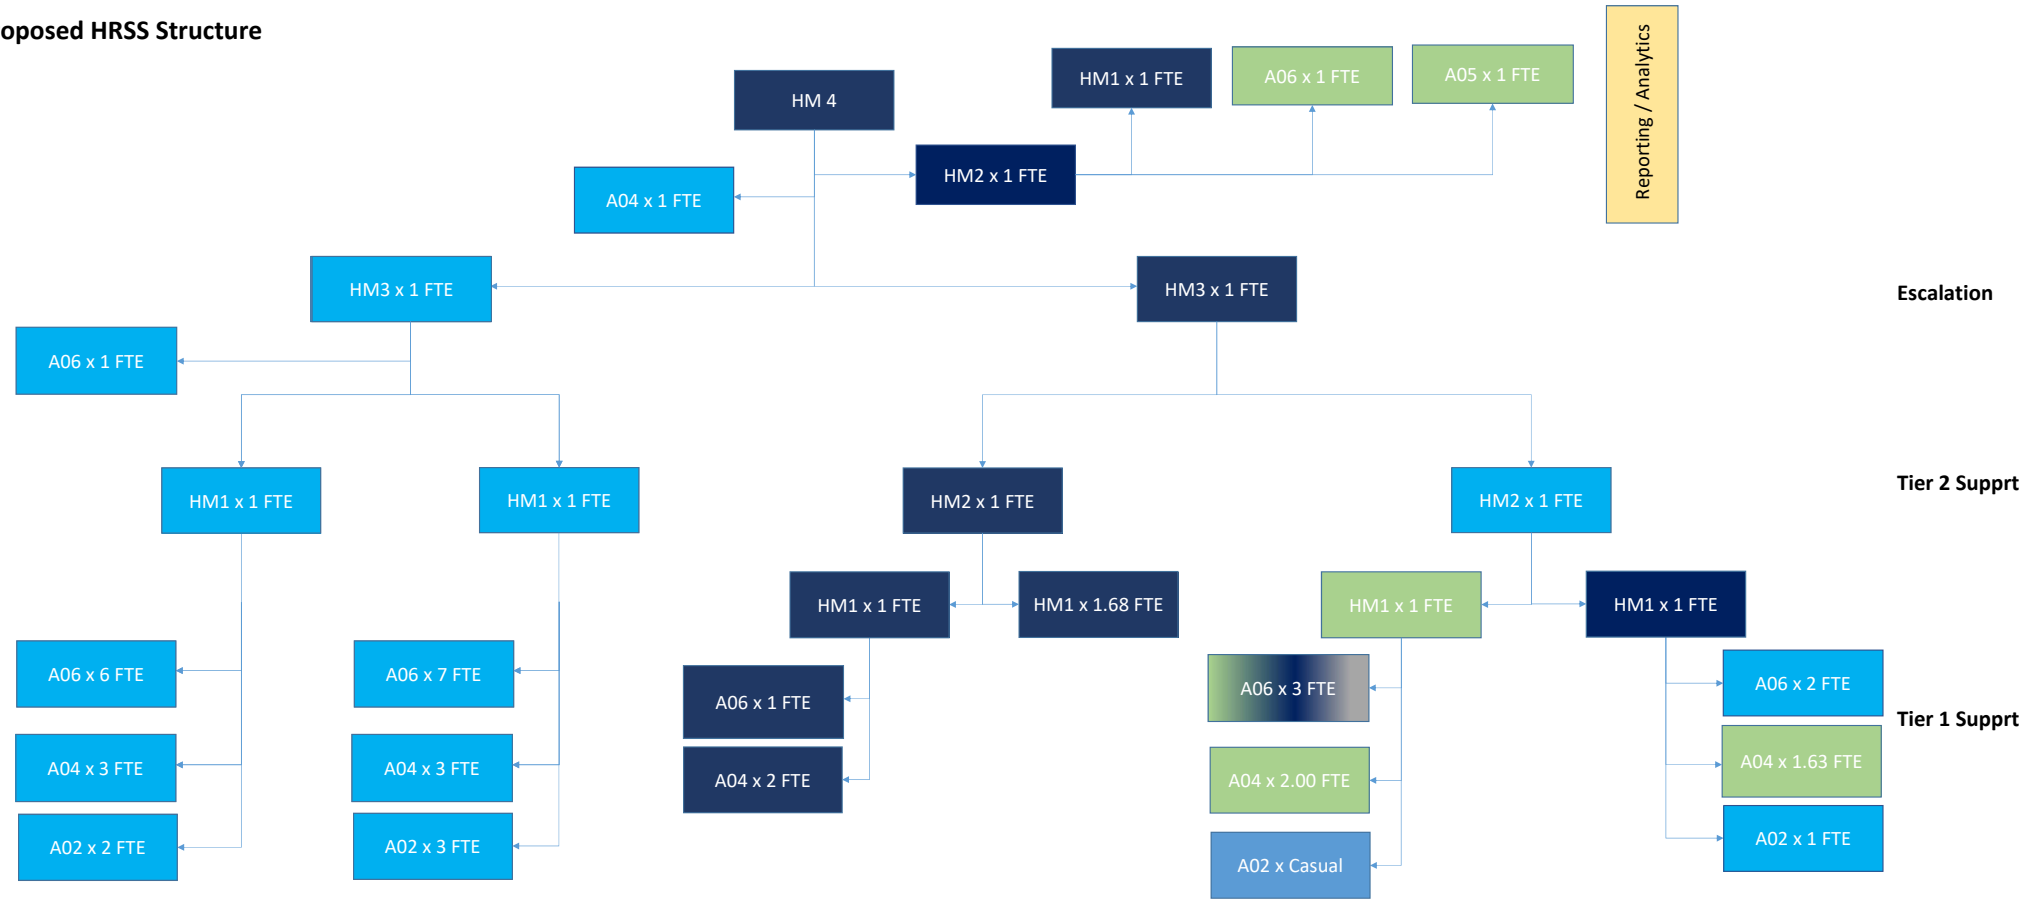 oposed HRSS Structure
HM 4
HM1 x 1 FTE
A06 x 1 FTE
A05 x 1 FTE
Reporting / Analytics
HM2 x 1 FTE
A04 x 1 FTE
HM3 x 1 FTE
HM3 x 1 FTE
Escalation
A06 x 1 FTE
HM1 x 1 FTE
HM1 x 1 FTE
HM2 x 1 FTE
HM2 x 1 FTE
Tier 2 Supprt
HM1 x 1 FTE
HM1 x 1.68 FTE
HM1 x 1 FTE
HM1 x 1 FTE
A06 x 6 FTE
A06 x 7 FTE
A06 x 1 FTE
A06 x 3 FTE
A06 x 2 FTE
Tier 1 Supprt
A04 x 3 FTE
A04 x 3 FTE
A04 x 2 FTE
A04 x 2.00 FTE
A04 x 1.63 FTE
A02 x 2 FTE
A02 x 3 FTE
A02 x Casual
A02 x 1 FTE